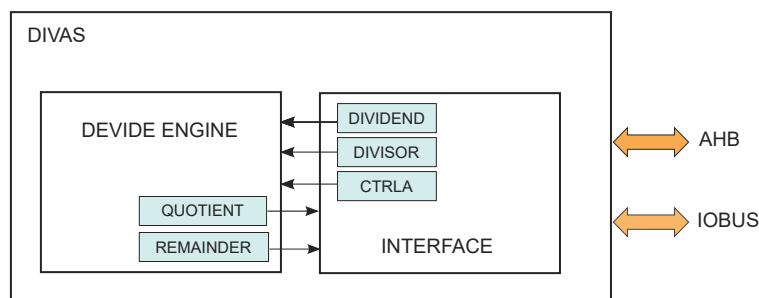 DIVAS
DEVIDE ENGINE
DIVIDEND
DIVISOR
CTRLA
QUOTIENT
REMAINDER
INTERFACE
AHB
IOBUS